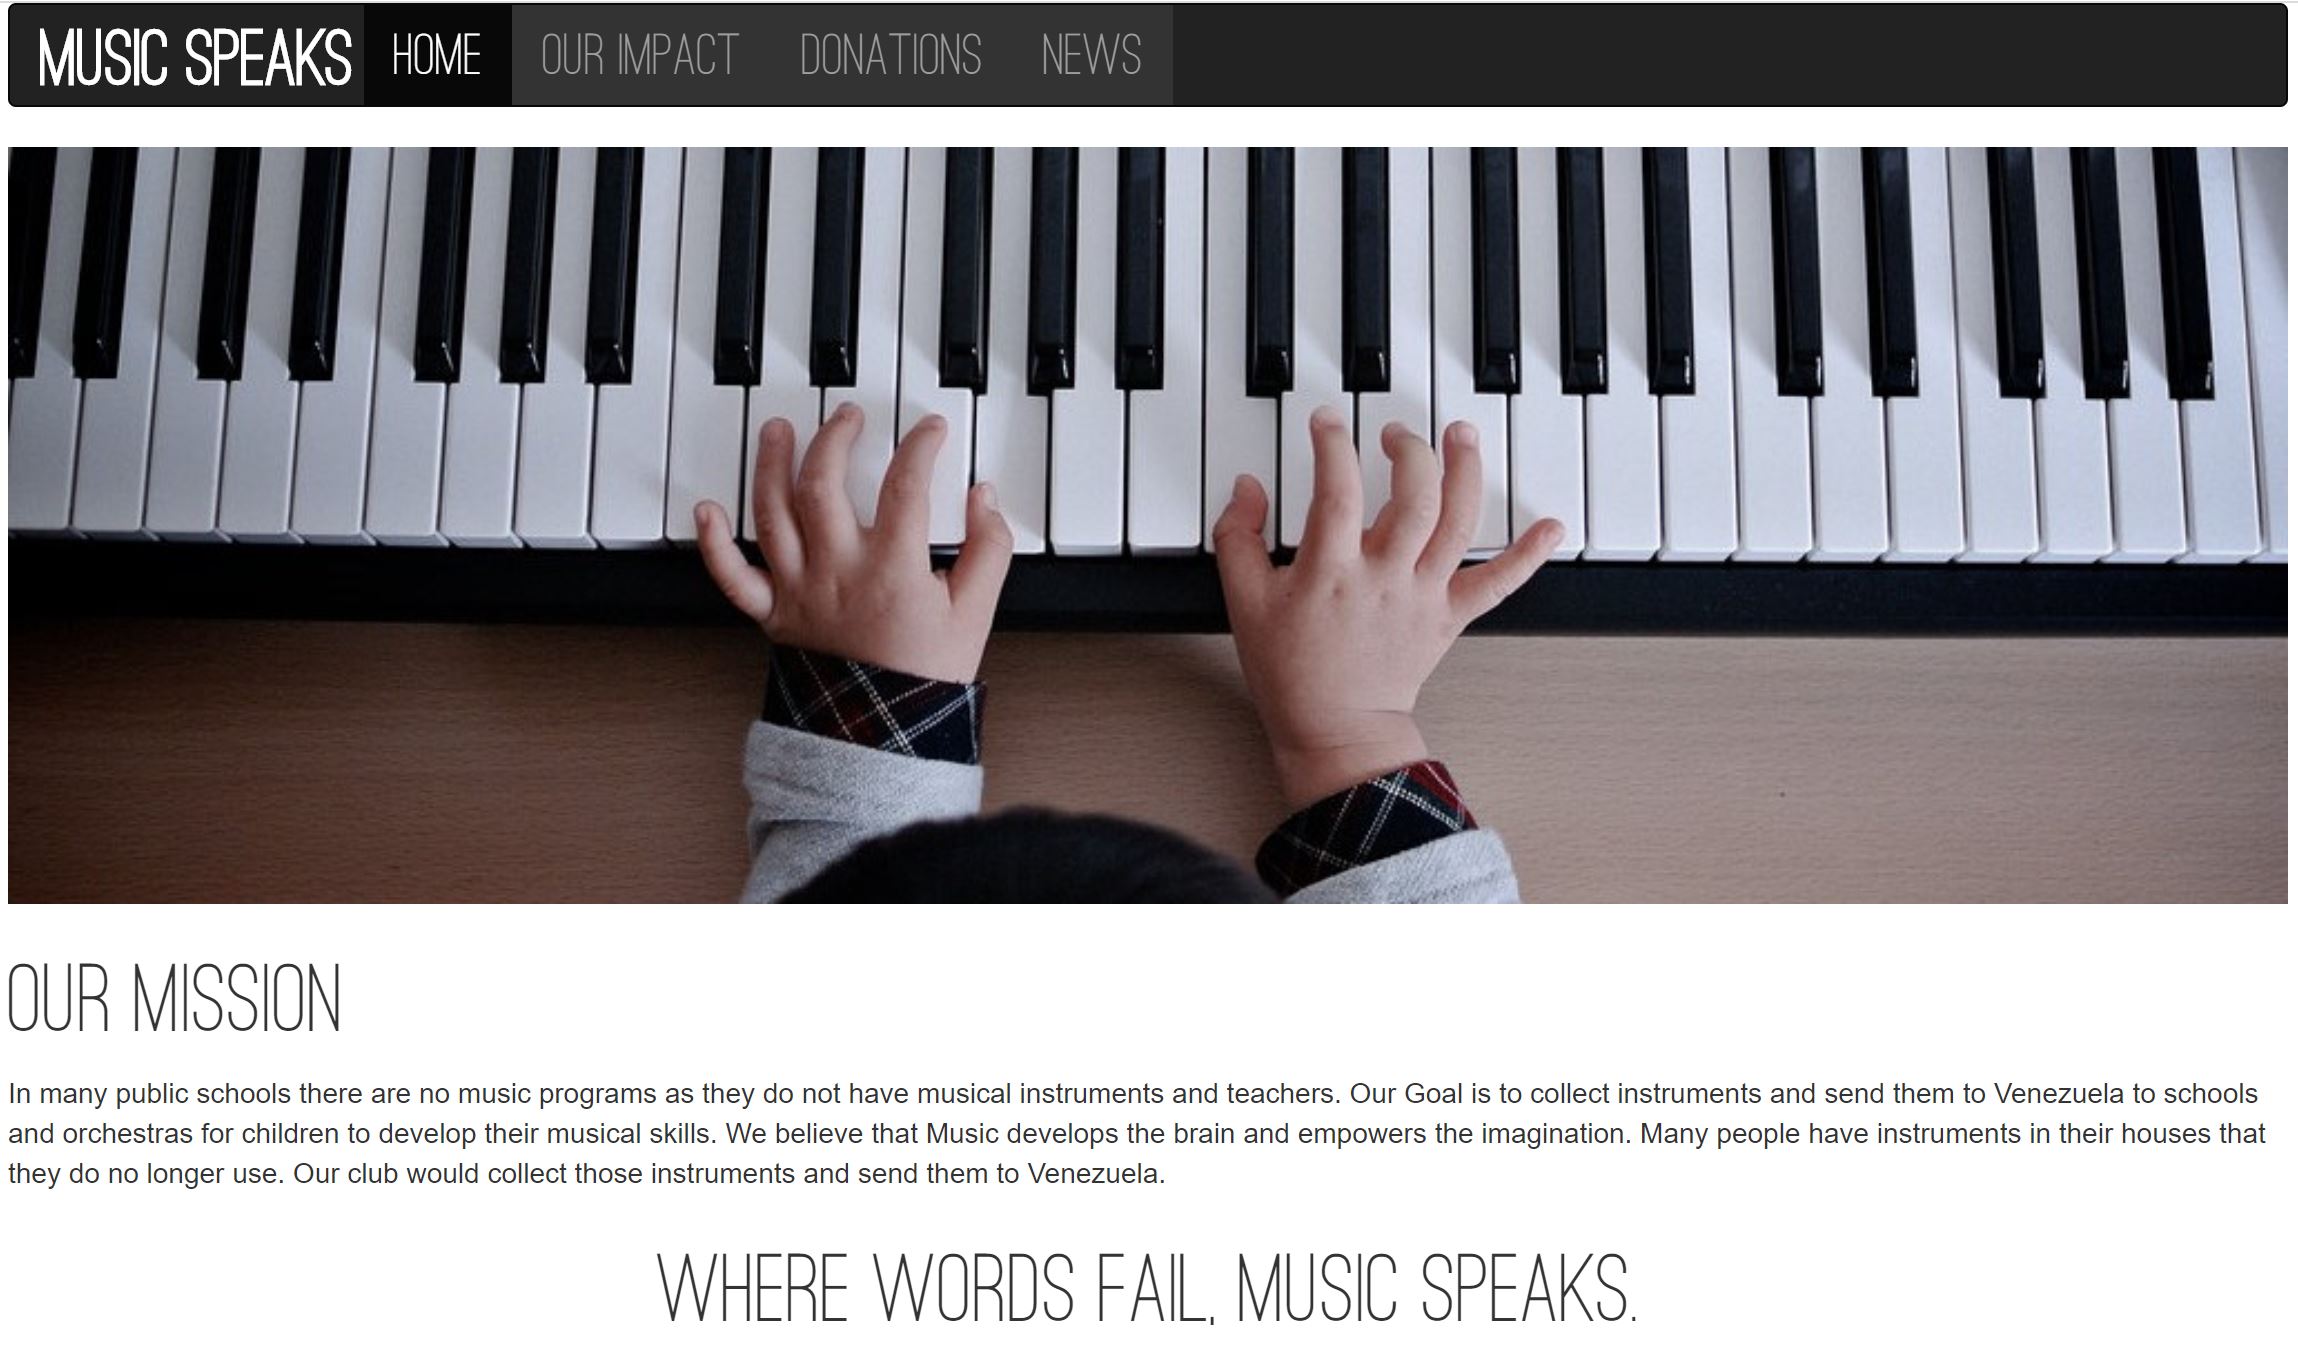 MUSIC SPEAKS HOME OUR IMPACT DONATIONS NEWS
OUR MISSION
In many public schools there are no music programs as they do not have musical instruments and teachers. Our Goal is to collect instruments and send them to Venezuela to schools
and orchestras for children to develop their musical skills. We believe that Music develops the brain and empowers the imagination. Many people have instruments in their houses that
they do no longer use. Our club would collect those instruments and send them to Venezuela.
WHERE WORDS FAIL, MUSIC SPEAKS.